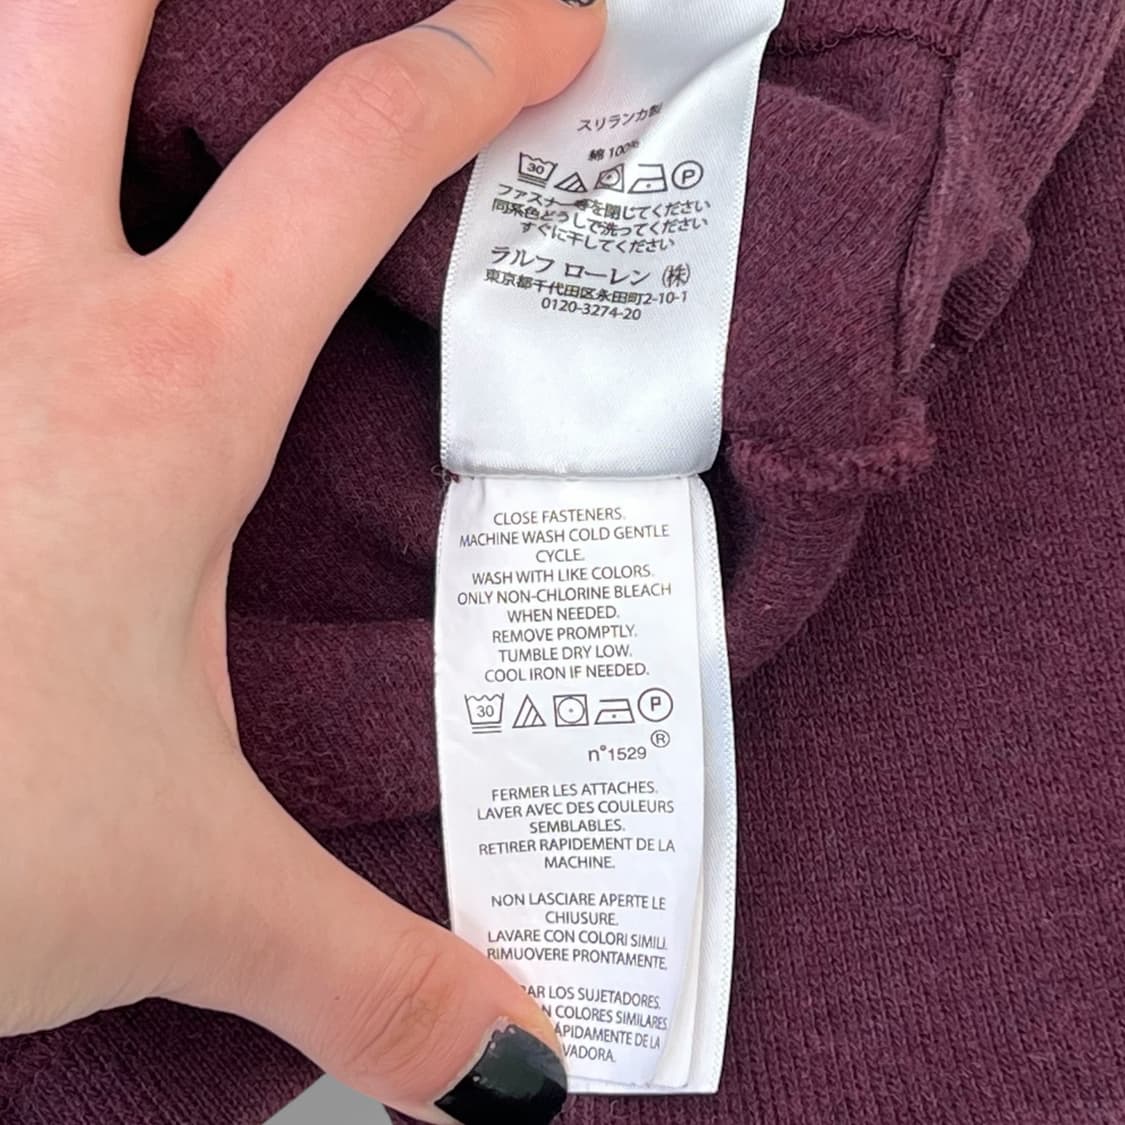 スリランカ製
綿 100%
30 P
ファスナー等を閉じてください
同系色どうしで洗ってください
すぐに干してください
ラルフ ローレン (株)
東京都千代田区永田町2-10-1
0120-3274-20
CLOSE FASTENERS.
MACHINE WASH COLD GENTLE
CYCLE.
WASH WITH LIKE COLORS.
ONLY NON-CHLORINE BLEACH
WHEN NEEDED.
REMOVE PROMPTLY.
TUMBLE DRY LOW.
COOL IRON IF NEEDED.
30 P
®
n°1529
FERMER LES ATTACHES.
LAVER AVEC DES COULEURS
SEMBLABLES.
RETIRER RAPIDEMENT DE LA
MACHINE.
NON LASCIARE APERTE LE
CHIUSURE.
LAVARE CON COLORI SIMILI.
RIMUOVERE PRONTAMENTE.
LOS SUJETADORES.
COLORES SIMILARES
DE LA